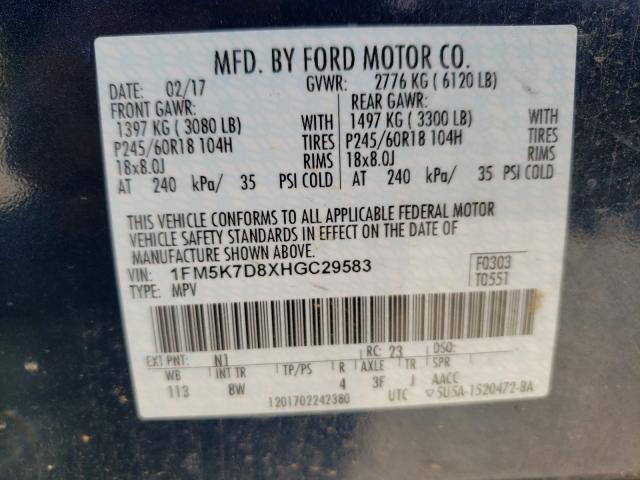 MFD. BY FORD MOTOR CO.
DATE: 02/17 GVWR: 2776 KG ( 6120 LB)
FRONT GAWR: REAR GAWR:
1397 KG ( 3080 LB) WITH 1497 KG ( 3300 LB) WITH
P245/60R18 104H TIRES P245/60R18 104H TIRES
18x8.0J RIMS 18x8.0J RIMS
AT 240 kPa/ 35 PSI COLD AT 240 kPa/ 35 PSI COLD
THIS VEHICLE CONFORMS TO ALL APPLICABLE FEDERAL MOTOR
VEHICLE SAFETY STANDARDS IN EFFECT ON THE DATE OF
MANUFACTURE SHOWN ABOVE.
VIN: 1FM5K7D8XHGC29583 F0303
TYPE: MPV T0551
EXT PNT: N1 RC: 23 DSO:
WB INT TR TP/PS R AXLE TR SPR
113 8W 4 3F J AACC
1201702242380 UTC ▽5U5A-1520472-BA